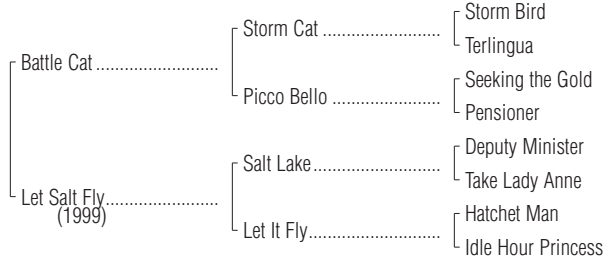 Storm Bird
Storm Cat ........................
Terlingua
Battle Cat .........................
Seeking the Gold
Picco Bello ......................
Pensioner
Deputy Minister
Salt Lake..........................
Take Lady Anne
Let Salt Fly.......................
(1999)
Hatchet Man
Let It Fly...........................
Idle Hour Princess